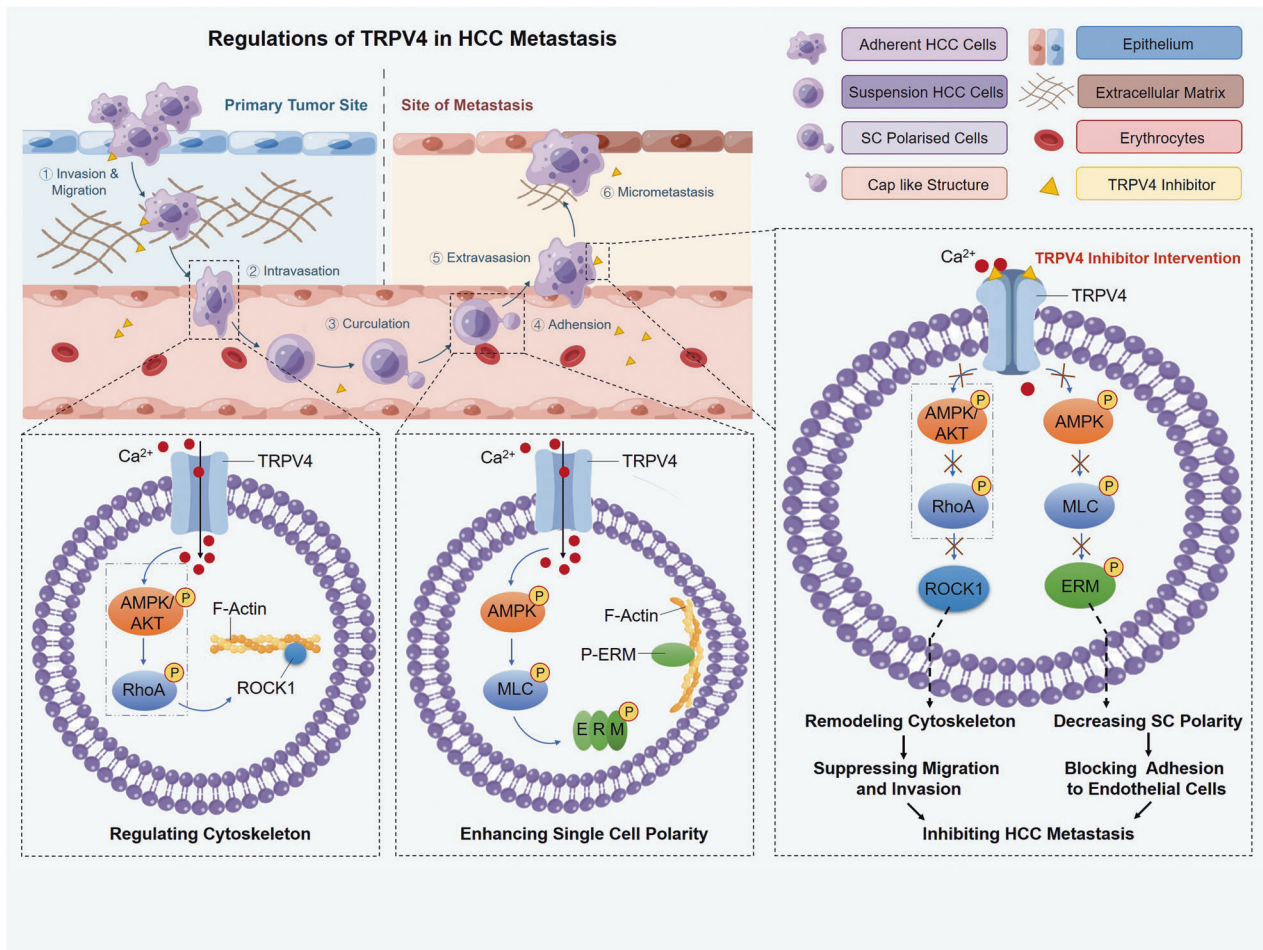 Regulations of TRPV4 in HCC Metastasis
Adherent HCC Cells
Epithelium
Suspension HCC Cells
Extracellular Matrix
SC Polarised Cells
Erythrocytes
Cap like Structure
TRPV4 Inhibitor
Primary Tumor Site
Site of Metastasis
① Invasion &
Migration
② Intravasation
③ Curculation
④ Adhension
⑤ Extravasasion
⑥ Micrometastasis
Ca2+
TRPV4
AMPK/
AKT
P
RhoA
P
F-Actin
ROCK1
Regulating Cytoskeleton
Ca2+
TRPV4
AMPK
P
MLC
P
E R M
P
F-Actin
P-ERM
Enhancing Single Cell Polarity
Ca2+
TRPV4 Inhibitor Intervention
TRPV4
AMPK/
AKT
P
AMPK
P
RhoA
P
MLC
P
ROCK1
ERM
P
Remodeling Cytoskeleton
Decreasing SC Polarity
Suppressing Migration
and Invasion
Blocking Adhesion
to Endothelial Cells
Inhibiting HCC Metastasis